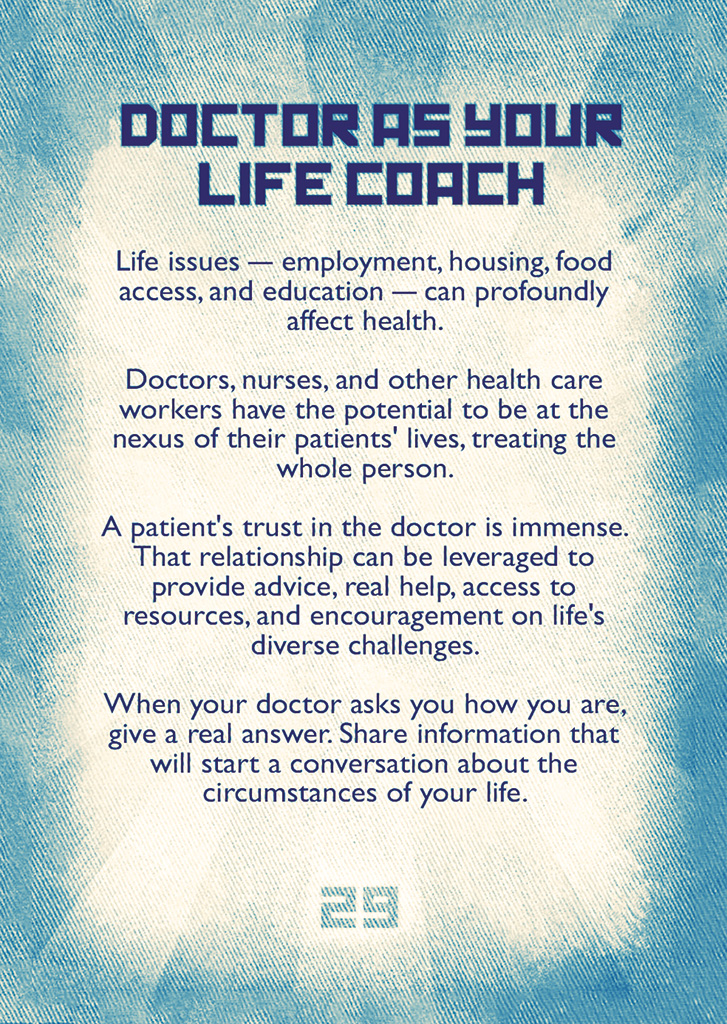 DOCTOR AS YOUR
LIFE COACH
Life issues — employment, housing, food
access, and education — can profoundly
affect health.
Doctors, nurses, and other health care
workers have the potential to be at the
nexus of their patients' lives, treating the
whole person.
A patient's trust in the doctor is immense.
That relationship can be leveraged to
provide advice, real help, access to
resources, and encouragement on life's
diverse challenges.
When your doctor asks you how you are,
give a real answer. Share information that
will start a conversation about the
circumstances of your life.
29